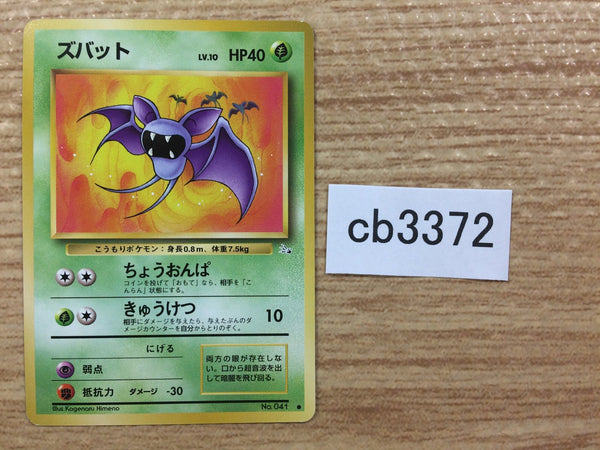 ズバット LV.10 HP40
こうもりポケモン：身長0.8m、体重7.5kg
ちょうおんぱ
コインを投げて「おもて」なら、相手を「こ
んらん」状態にする。
きゅうけつ 10
相手にダメージを与えたら、与えたぶんのダ
メージカウンターを自分からとりのぞく。
にげる
弱点
抵抗力 ダメージ -30
両方の眼が存在しな
い。口から超音波を出
して暗闇を飛び回る。
Illus. Kagemaru Himeno
No.041
cb3372